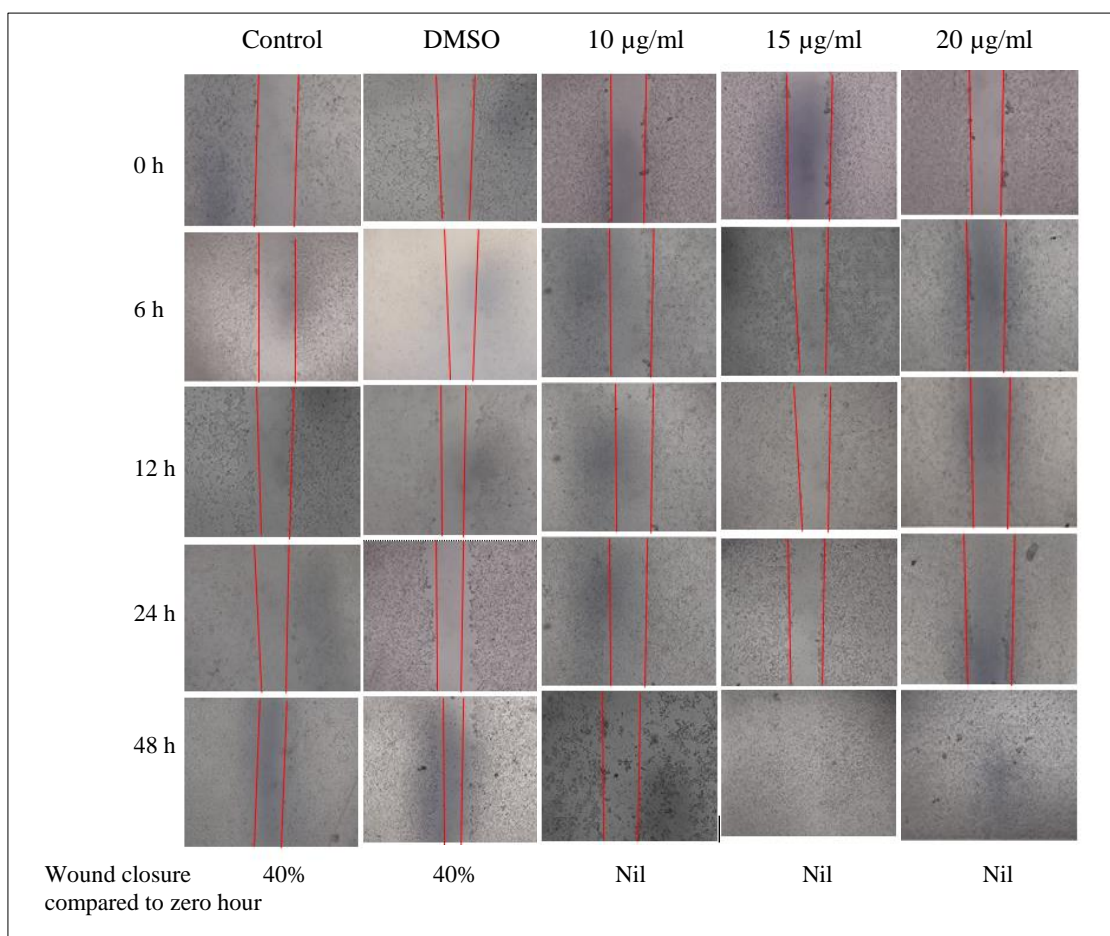 Control DMSO 10 µg/ml 15 µg/ml 20 µg/ml
0 h
6 h
12 h
24 h
48 h
Wound closure 40% 40% Nil Nil Nil
compared to zero hour